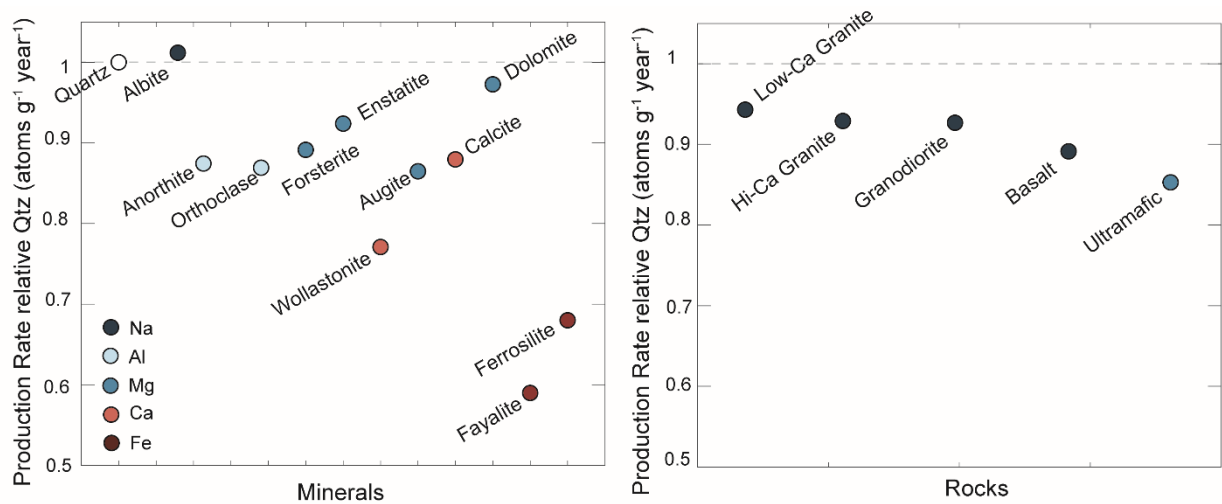 Production Rate relative Qtz (atoms g⁻¹ year⁻¹)
1
0.9
0.8
0.7
0.6
0.5
Quartz
Albite
Anorthite
Orthoclase
Forsterite
Enstatite
Dolomite
Augite
Calcite
Wollastonite
Ferrosilite
Fayalite
Na
Al
Mg
Ca
Fe
Minerals
Production Rate relative Qtz (atoms g⁻¹ year⁻¹)
1
0.9
0.8
0.7
0.6
0.5
Low-Ca Granite
Hi-Ca Granite
Granodiorite
Basalt
Ultramafic
Rocks